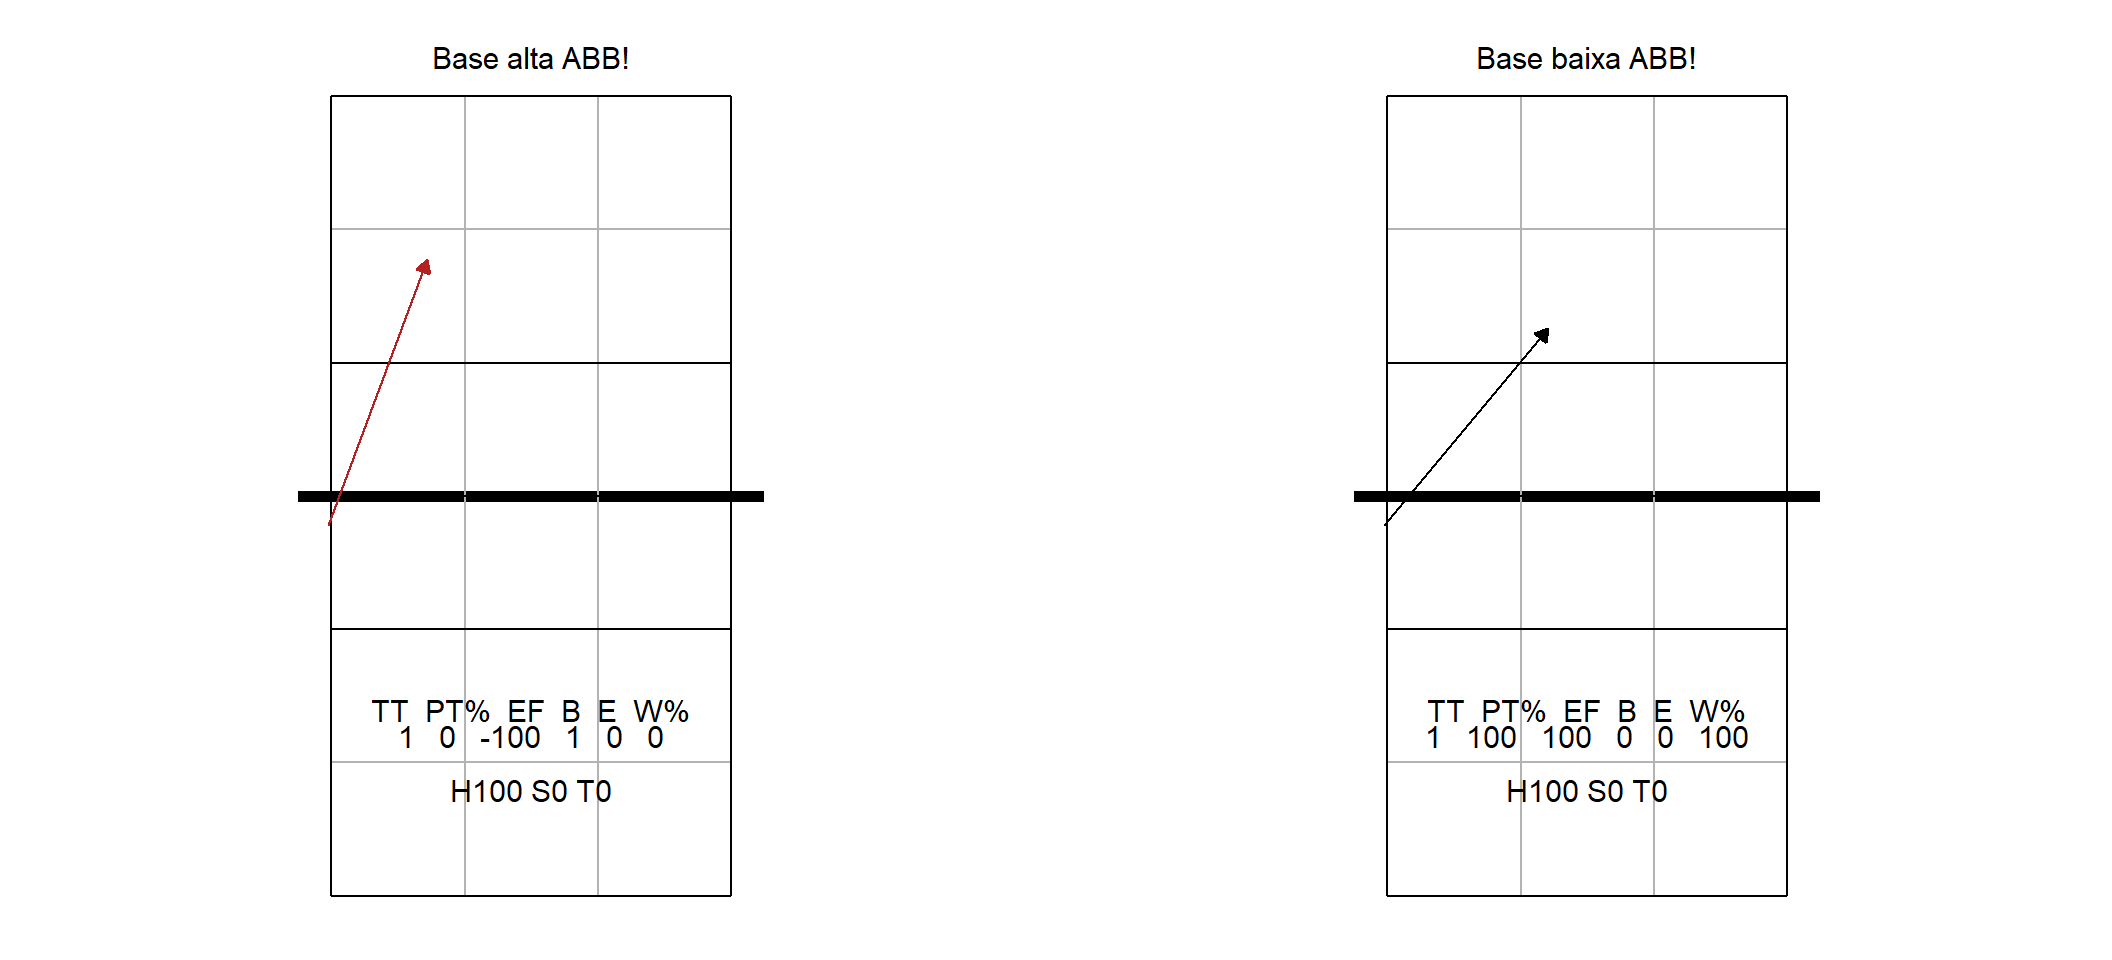 Base alta ABB!
TT PT% EF B E W%
1 0 -100 1 0 0
H100 S0 T0
Base baixa ABB!
TT PT% EF B E W%
1 100 100 0 0 100
H100 S0 T0